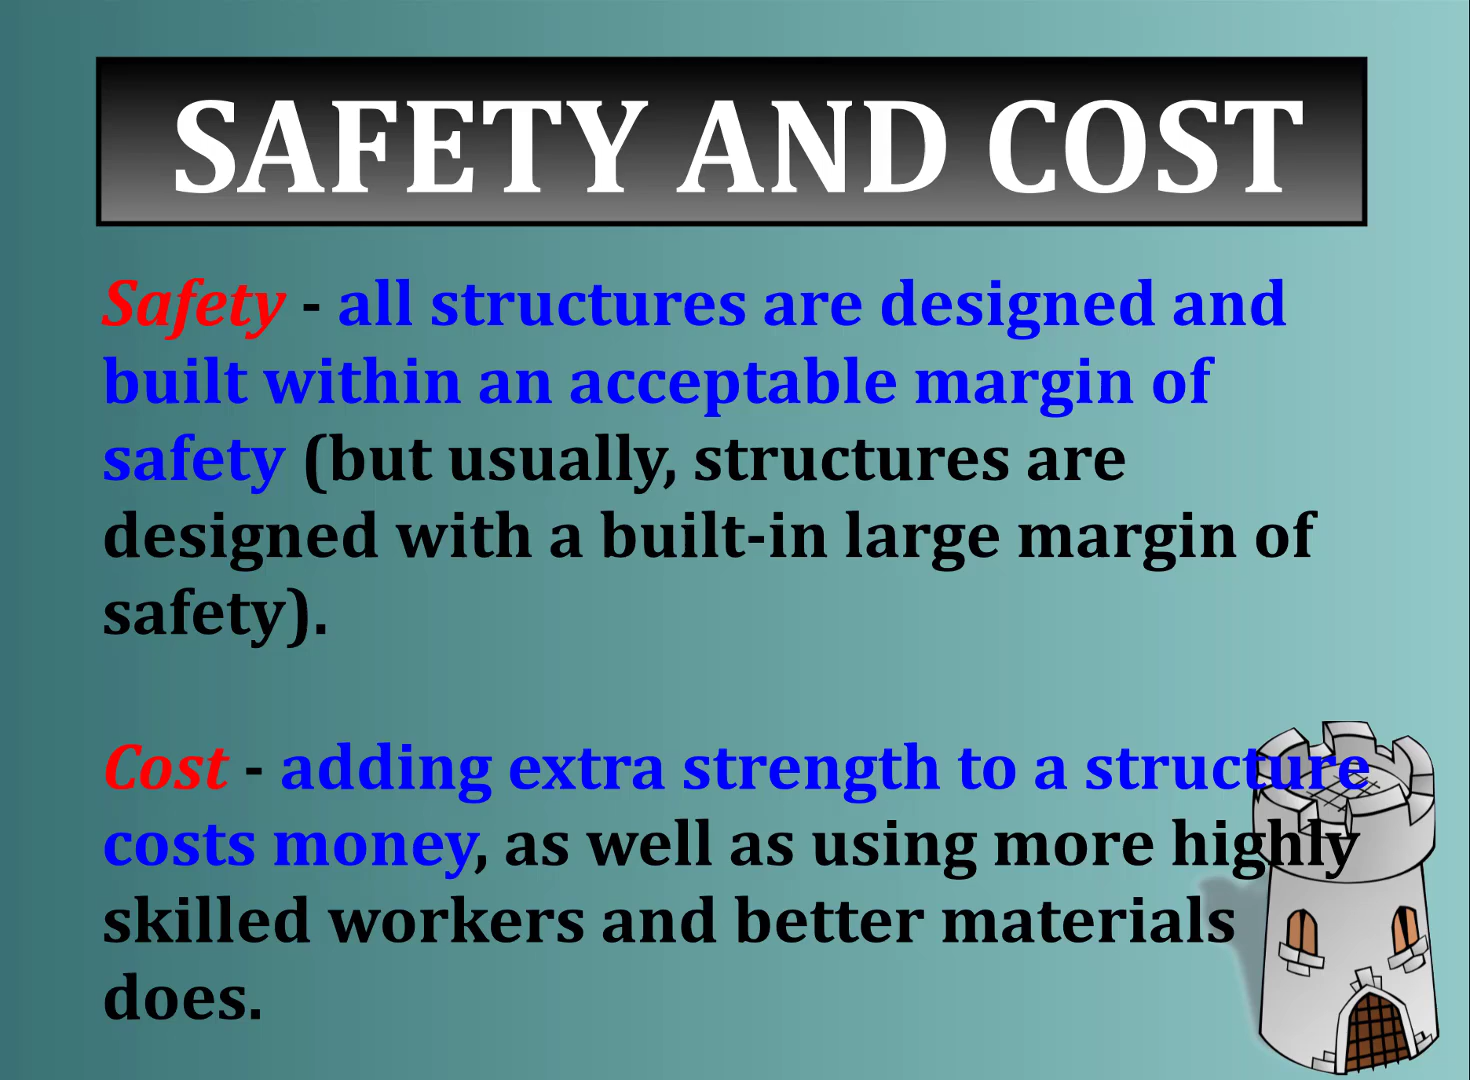 SAFETY AND COST
Safety - all structures are designed and
built within an acceptable margin of
safety (but usually, structures are
designed with a built-in large margin of
safety).
Cost - adding extra strength to a structure
costs money, as well as using more highly
skilled workers and better materials
does.